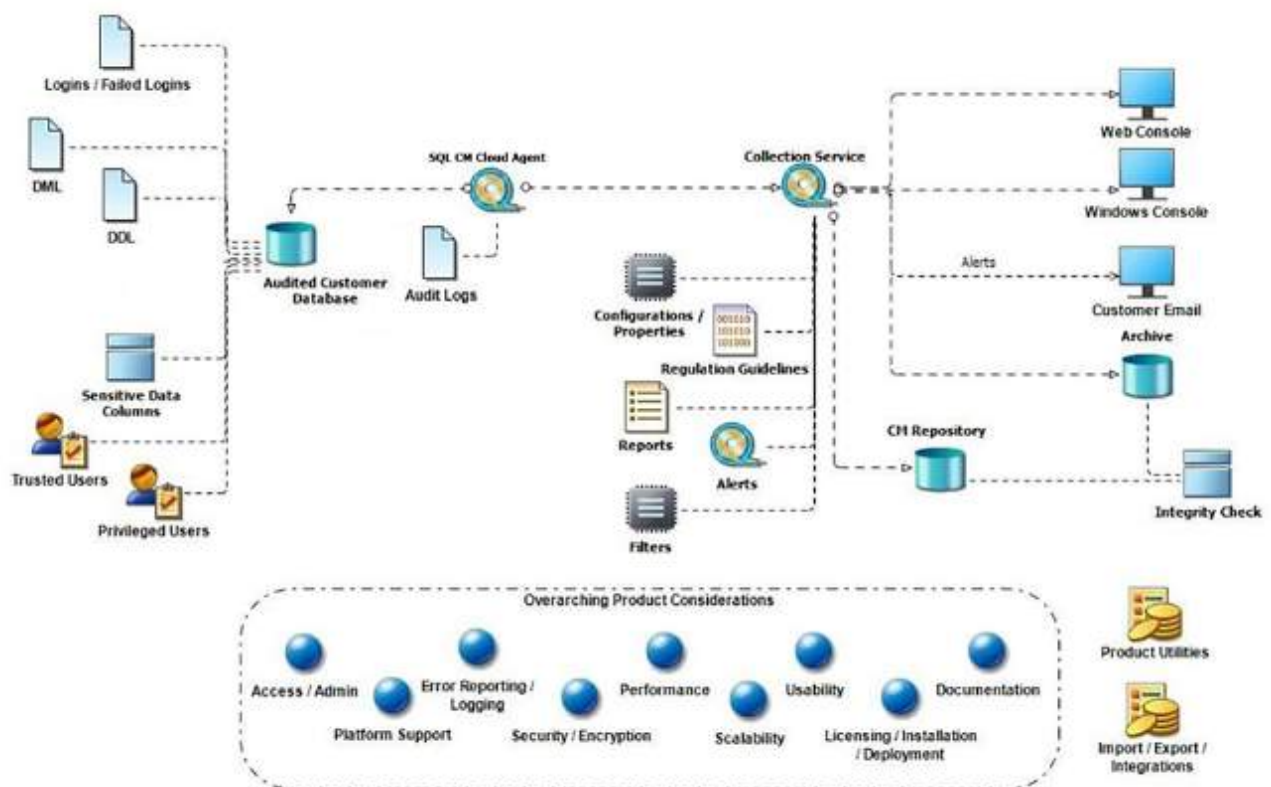 Logins / Failed Logins
DML
DDL
Audited Customer
Database
Sensitive Data
Columns
Trusted Users
Privileged Users
SQL CM Cloud Agent
Audit Logs
Collection Service
Configurations /
Properties
001010
101010
101000
Regulation Guidelines
Reports
Alerts
Filters
Web Console
Windows Console
Alerts
Customer Email
Archive
CM Repository
Integrity Check
Overarching Product Considerations
Access / Admin
Platform Support
Error Reporting /
Logging
Security / Encryption
Performance
Scalability
Usability
Licensing / Installation
/ Deployment
Documentation
Product Utilities
Import / Export /
Integrations